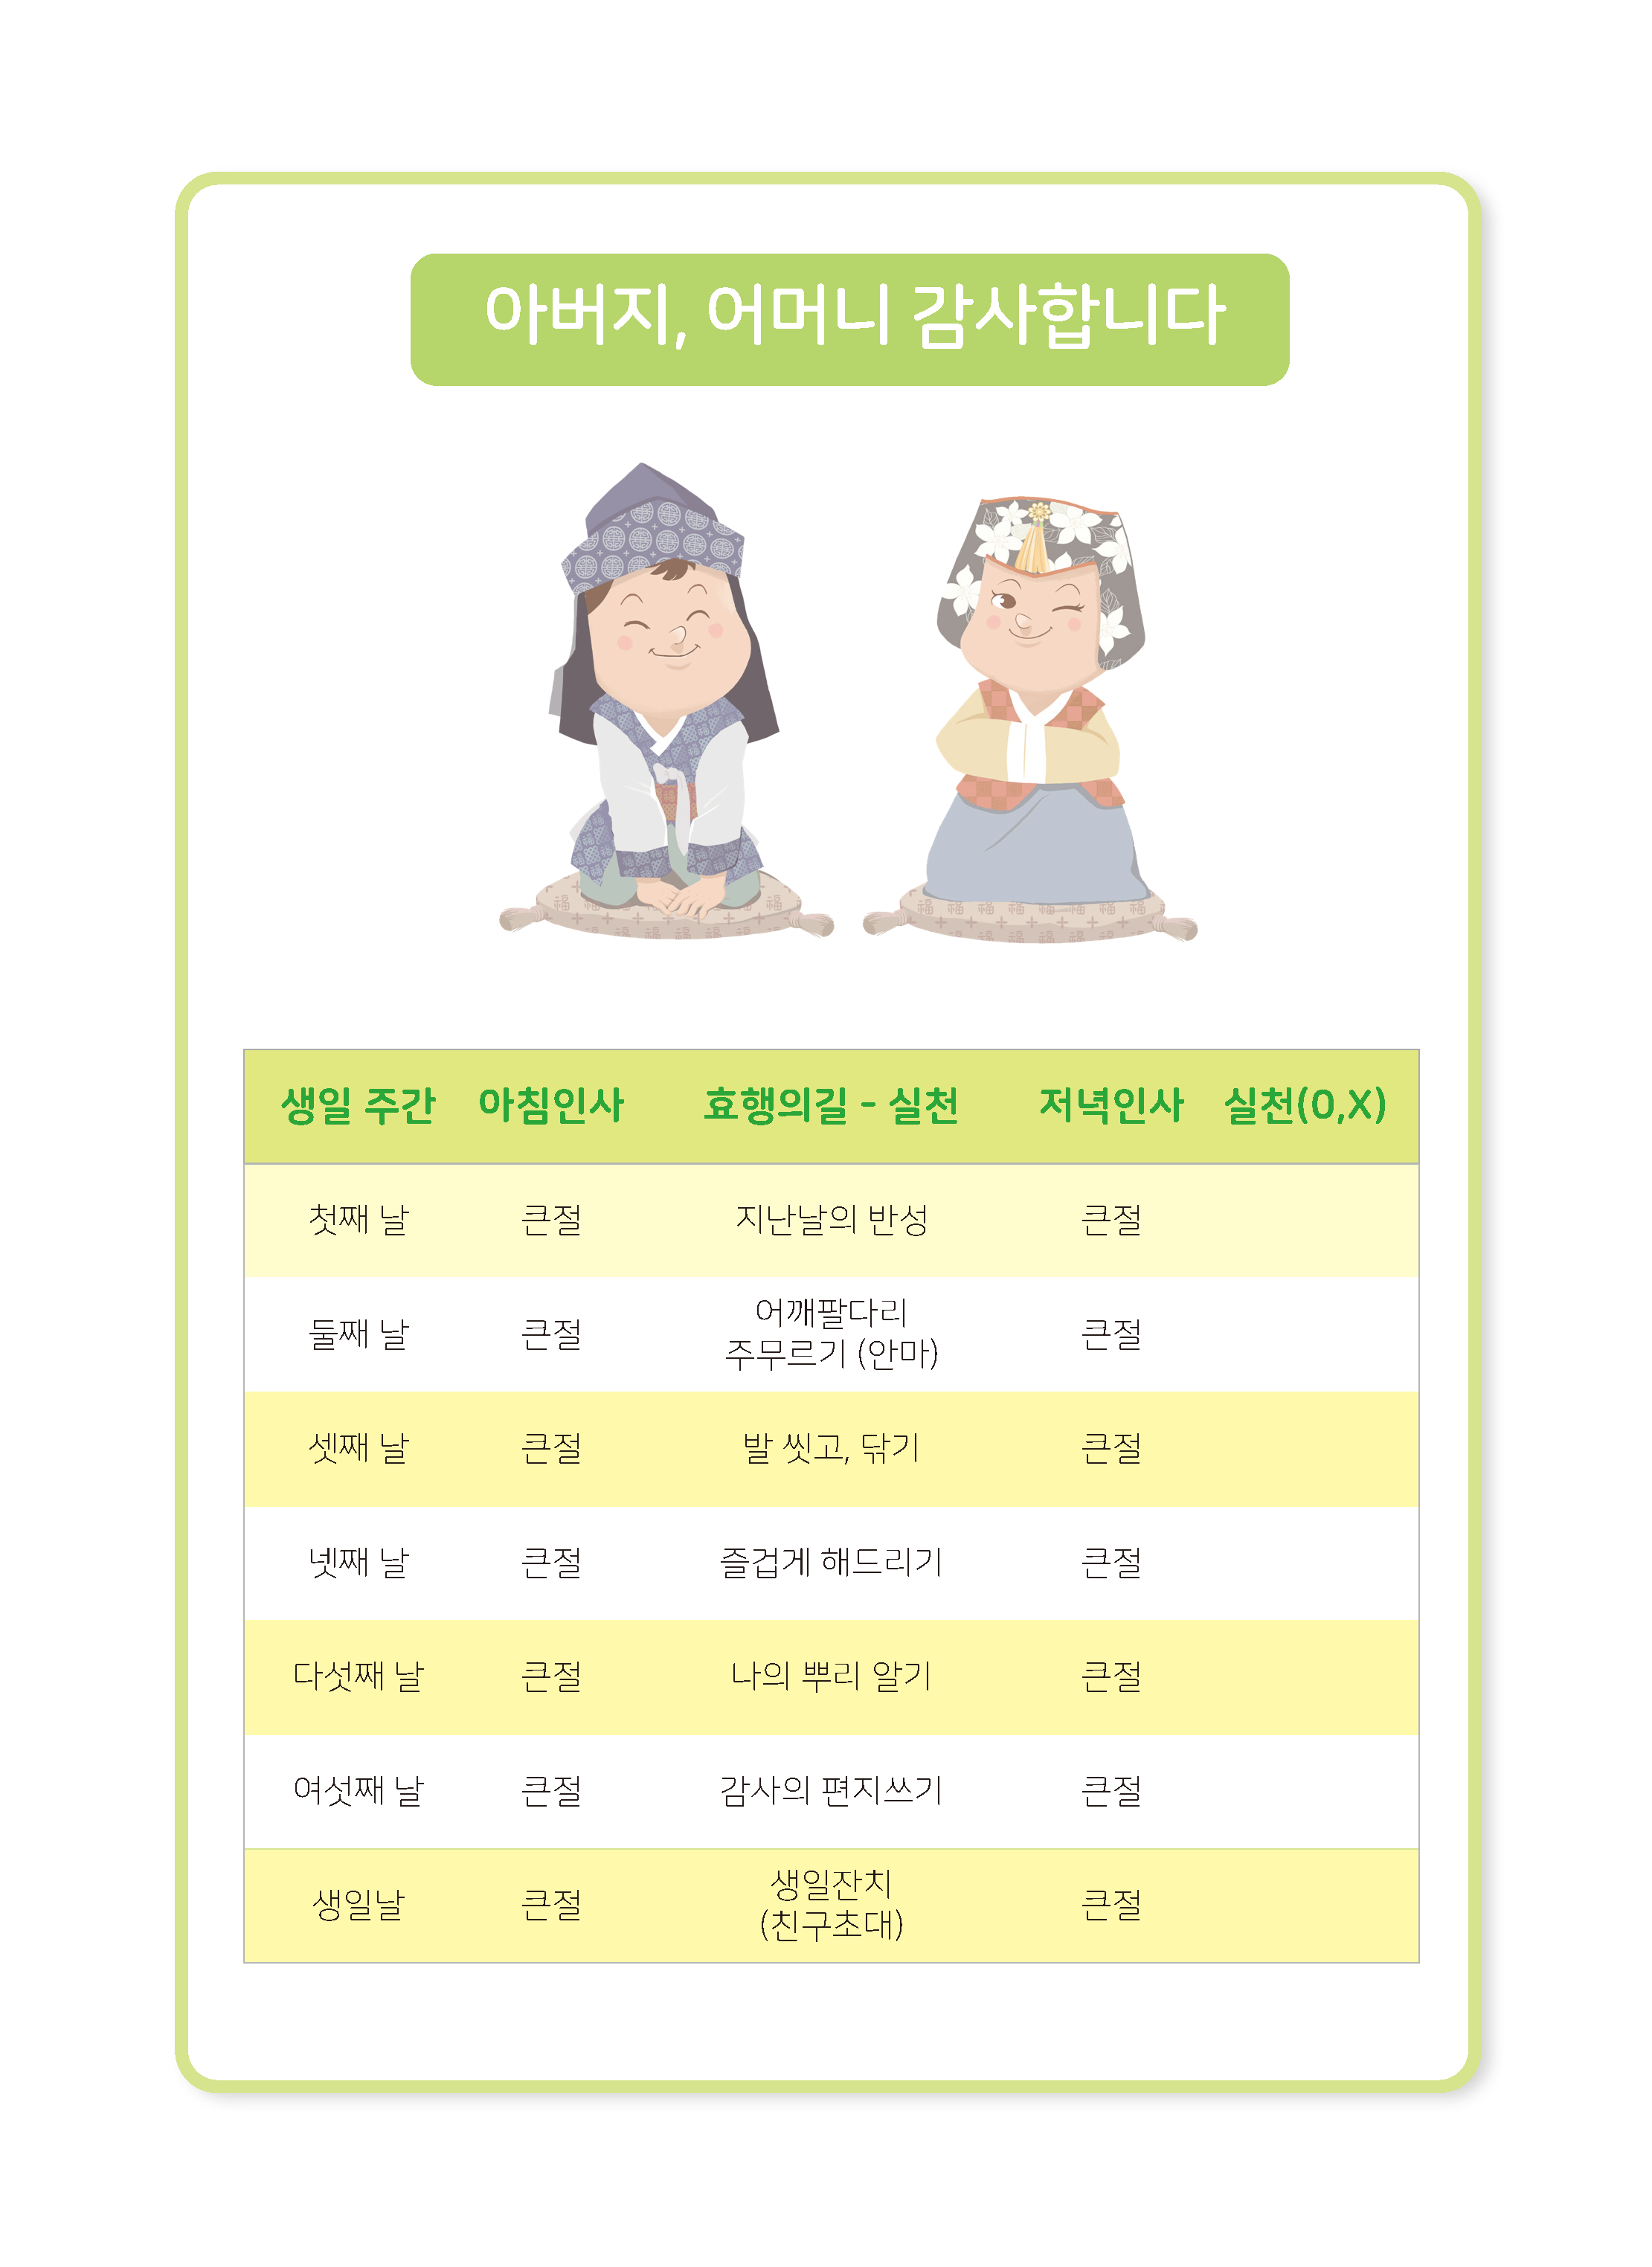 아버지, 어머니 감사합니다
생일 주간 아침인사 효행의길 - 실천 저녁인사 실천(0,X)
첫째 날 큰절 지난날의 반성 큰절
둘째 날 큰절 어깨팔다리 주무르기 (안마) 큰절
셋째 날 큰절 발 씻고, 닦기 큰절
넷째 날 큰절 즐겁게 해드리기 큰절
다섯째 날 큰절 나의 뿌리 알기 큰절
여섯째 날 큰절 감사의 편지쓰기 큰절
생일날 큰절 생일잔치 (친구초대) 큰절